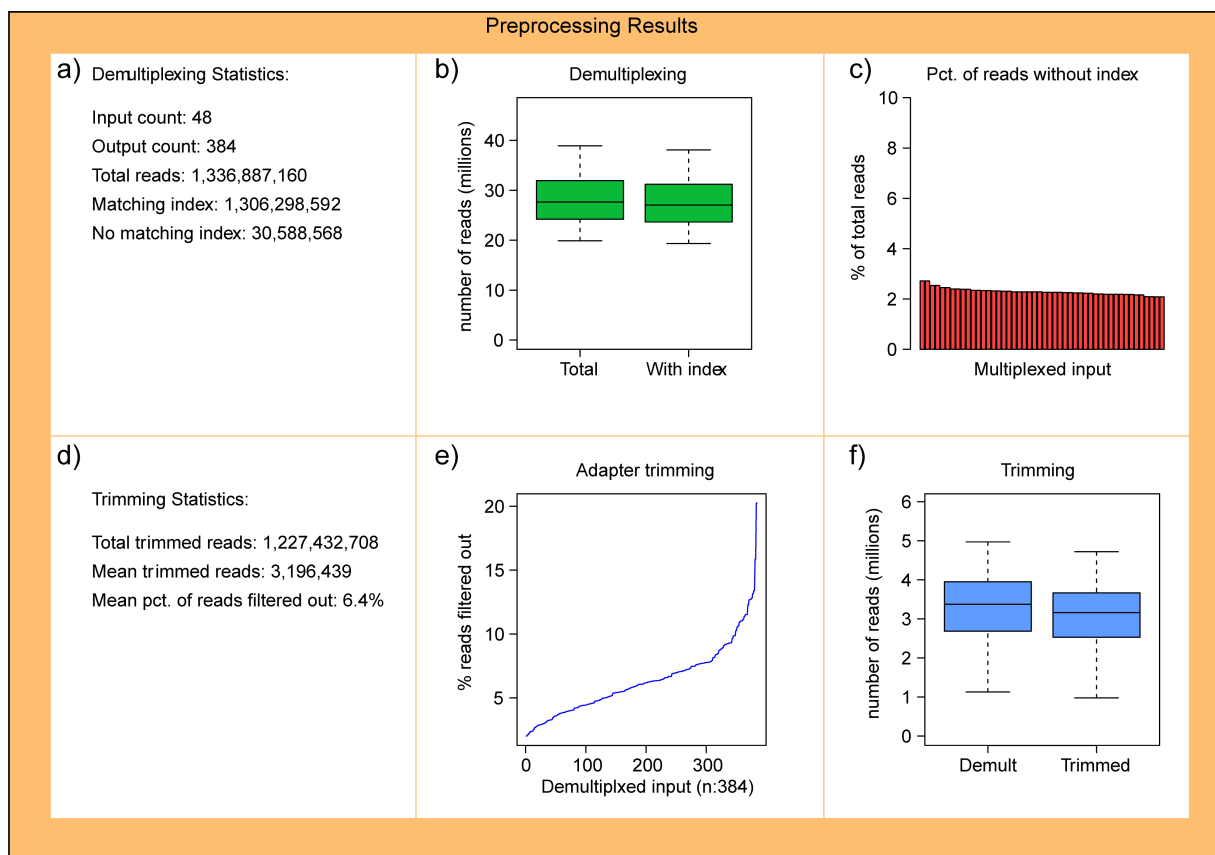 Preprocessing Results
a)
Demultiplexing Statistics:
Input count: 48
Output count: 384
Total reads: 1,336,887,160
Matching index: 1,306,298,592
No matching index: 30,588,568
b)
Demultiplexing
number of reads (millions)
40
30
20
10
0
Total
With index
c)
Pct. of reads without index
% of total reads
10
8
6
4
2
0
Multiplexed input
d)
Trimming Statistics:
Total trimmed reads: 1,227,432,708
Mean trimmed reads: 3,196,439
Mean pct. of reads filtered out: 6.4%
e)
Adapter trimming
% reads filtered out
20
15
10
5
0
100
200
300
Demultiplxed input (n:384)
f)
Trimming
number of reads (millions)
6
5
4
3
2
1
0
Demult
Trimmed